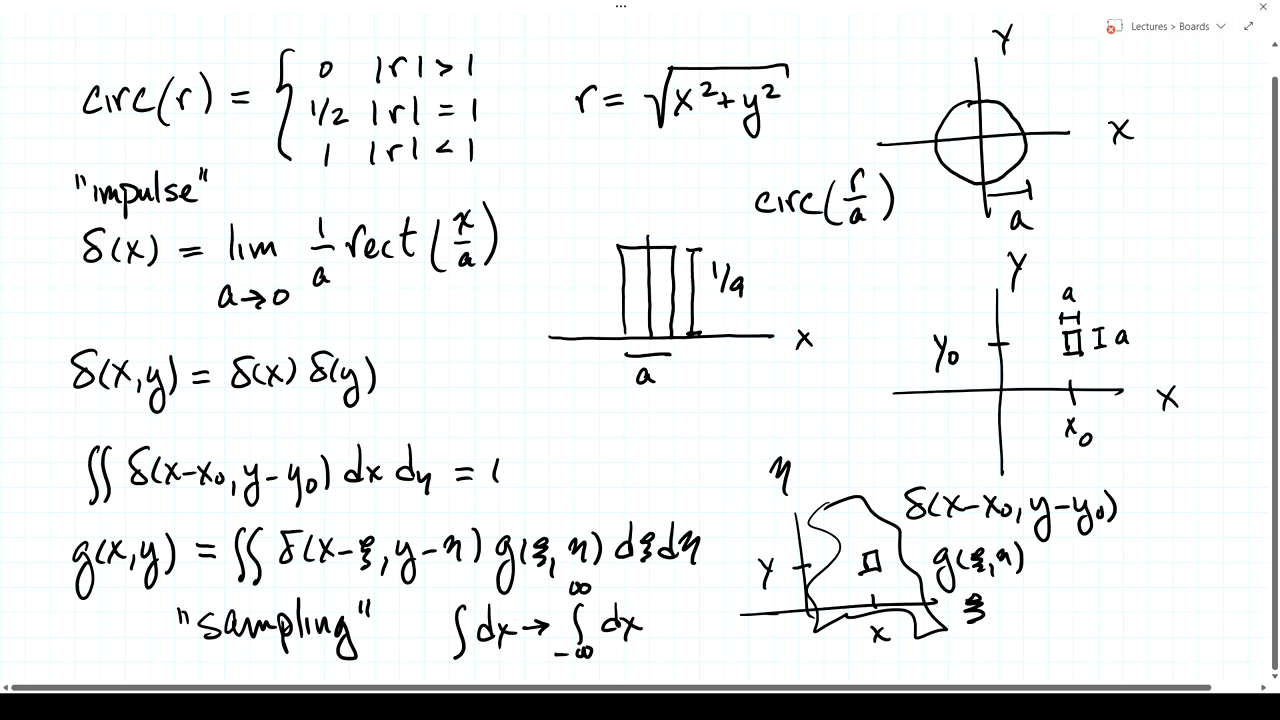 Lectures > Boards
circ(r) = { 0 |r| > 1
1/2 |r| = 1
1 |r| < 1
r = √(x² + y²)
Y
X
circ(r/a)
a
"impulse"
δ(x) = lim a→0 1/a rect(x/a)
1/a
X
a
Y
a
a
y₀
X
x₀
δ(x-x₀, y-y₀)
δ(x,y) = δ(x) δ(y)
∬ δ(x-x₀, y-y₀) dx dy = 1
g(x,y) = ∬ δ(x-ξ, y-η) g(ξ,η) dξdη
"sampling"
∫ dx → ∫_{-∞}^{∞} dx
η
Y
g(ξ,η)
ξ
X